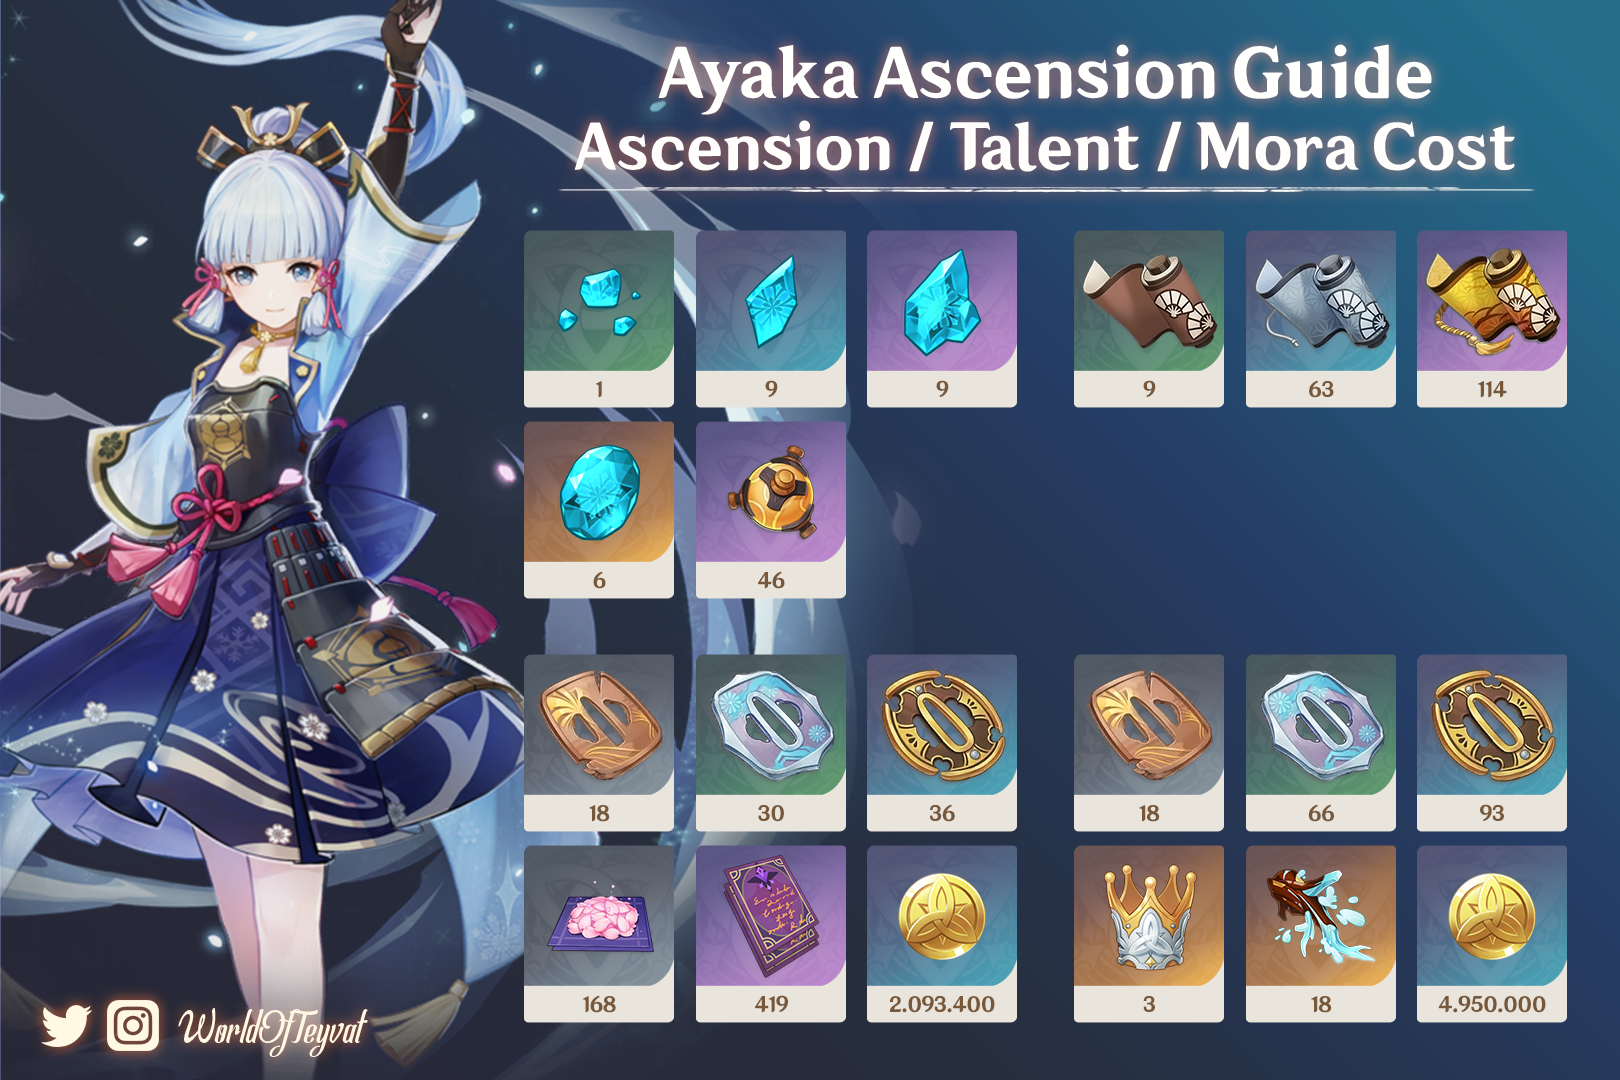 Ayaka Ascension Guide
Ascension / Talent / Mora Cost
1 9 9 9 63 114
6 46
18 30 36 18 66 93
168 419 2.093.400 3 18 4.950.000
WorldOfTeyvat